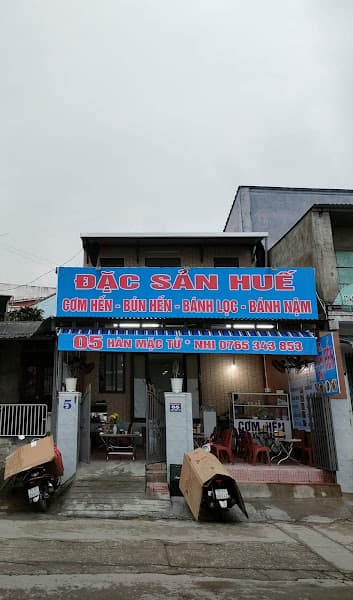 ĐẶC SẢN HUẾ
CƠM HẾN - BÚN HẾN - BÁNH LỌC - BÁNH NẬM
05 HÀN MẶC TỬ * NHI 0765 343 853
5
CƠM HẾN